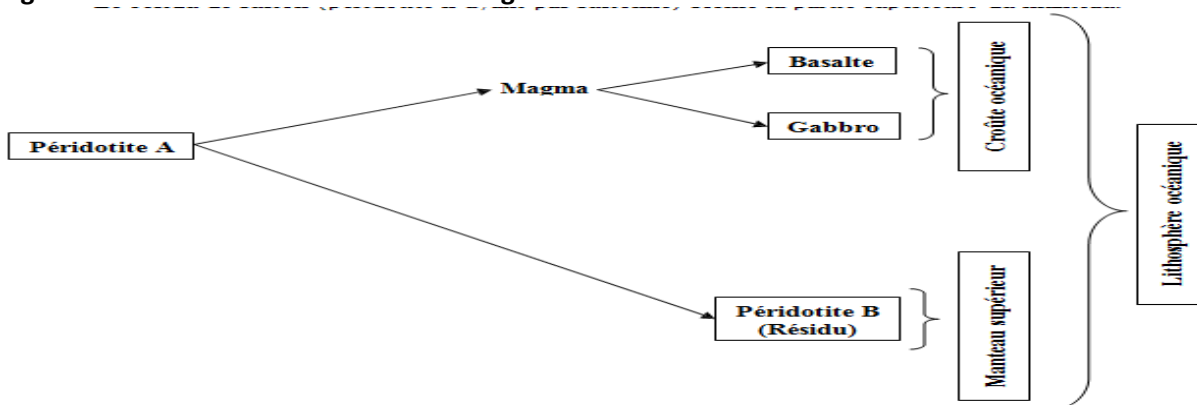 Basalte
Magma
Gabbro
Péridotite A
Croûte océanique
Lithosphère océanique
Péridotite B
(Résidu)
Manteau supérieur